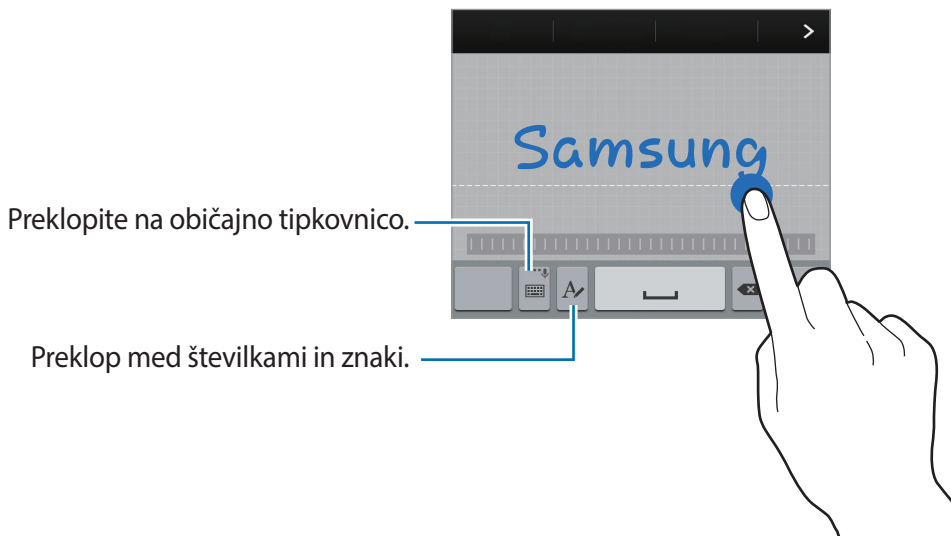 Samsung
Preklopite na običajno tipkovnico.
Preklop med številkami in znaki.